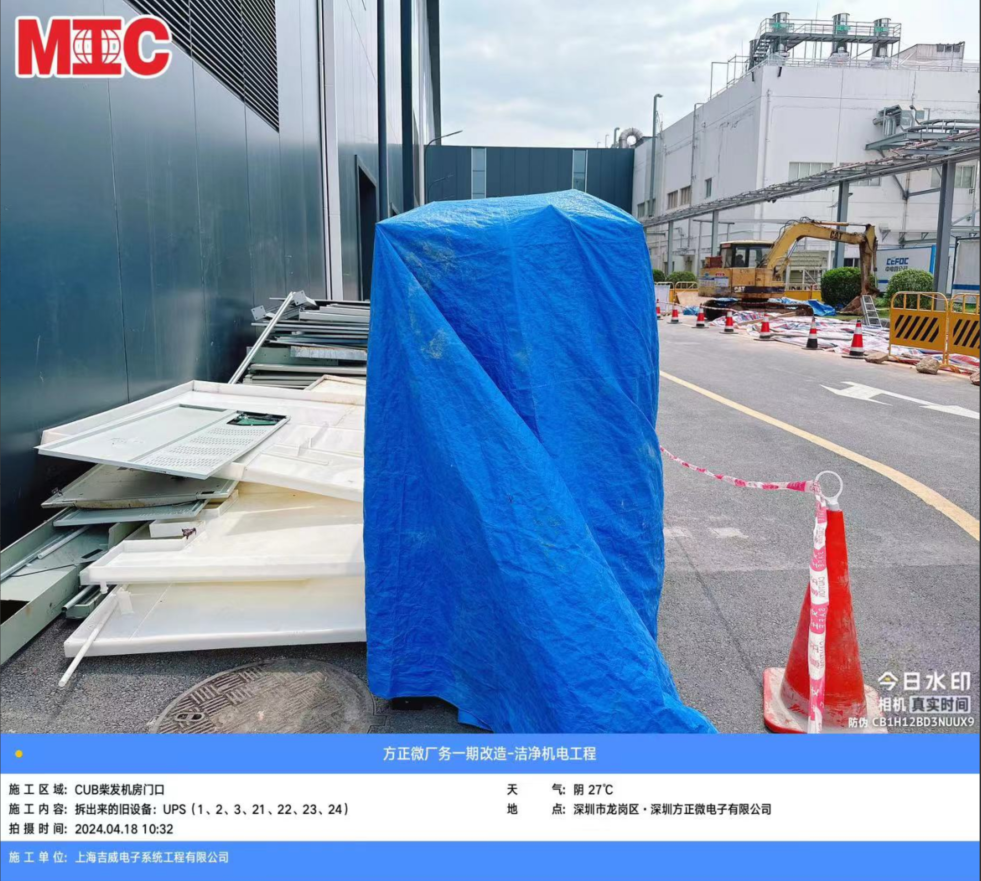 MIC
CAT
CEFOC
今日水印
相机 真实时间
防伪 CB1H12BD3NUUX9
方正微厂务一期改造-洁净机电工程
施工区域: CUB柴发机房门口
天 气: 阴 27℃
施工内容: 拆出来的旧设备: UPS (1、2、3、21、22、23、24)
地 点: 深圳市龙岗区·深圳方正微电子有限公司
拍摄时间: 2024.04.18 10:32
施工单位: 上海吉威电子系统工程有限公司